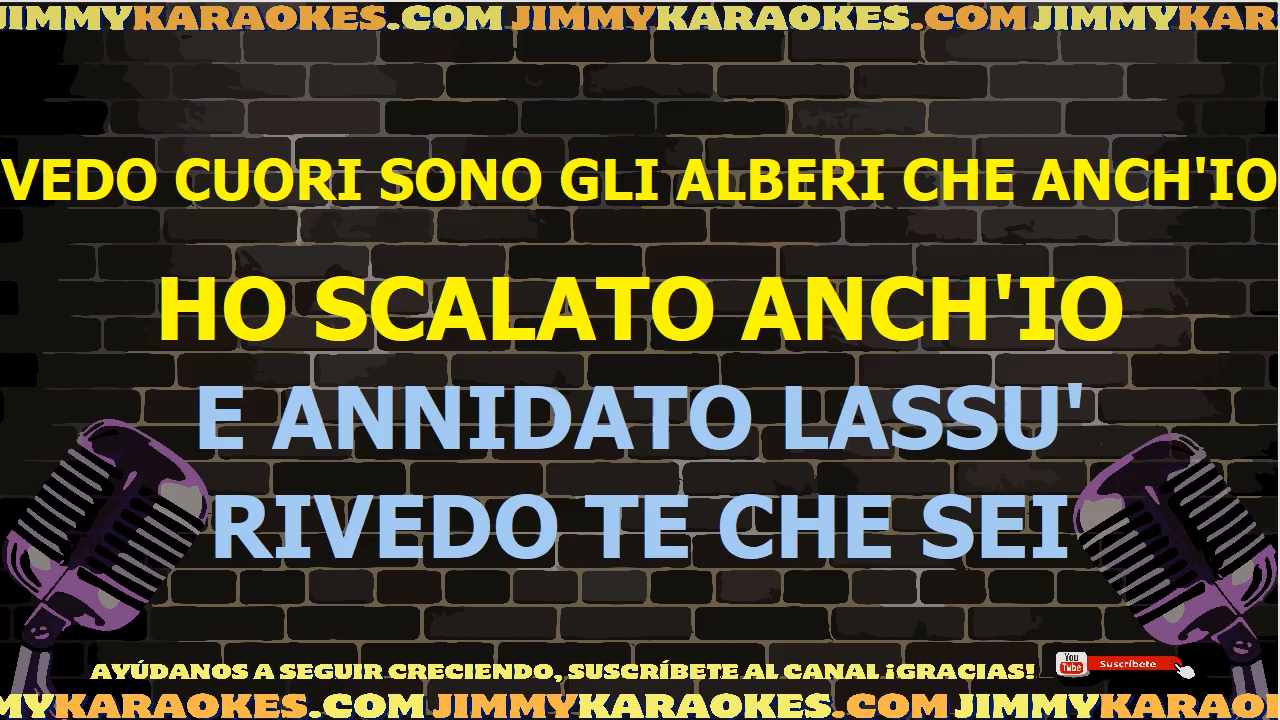 JIMMYKARAOKES.COM JIMMYKARAOKES.COM JIMMYKAR
VEDO CUORI SONO GLI ALBERI CHE ANCH'IO
HO SCALATO ANCH'IO
E ANNIDATO LASSU'
RIVEDO TE CHE SEI
AYÚDANOS A SEGUIR CRECIENDO, SUSCRÍBETE AL CANAL ¡GRACIAS!
You Tube Suscríbete
MYKARAOKES.COM JIMMYKARAOKES.COM JIMMYKARAOK